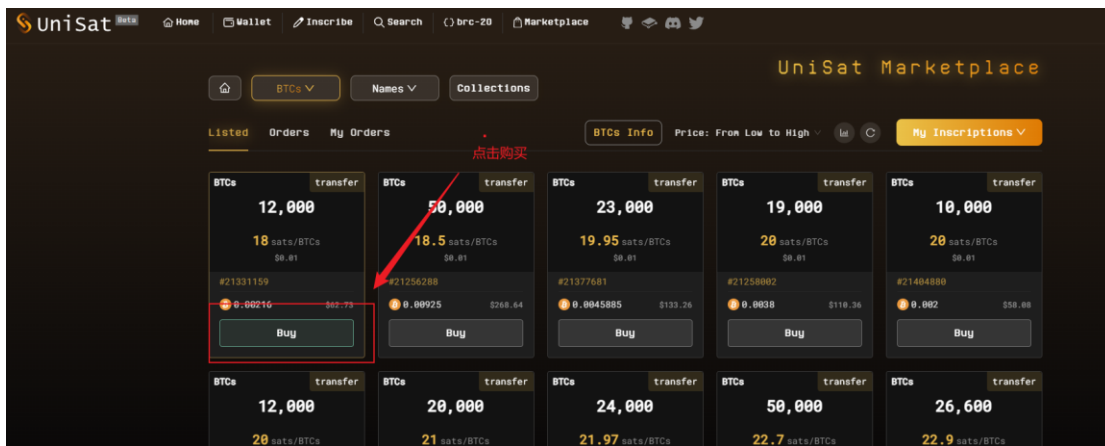 UniSat Beta Home Wallet Inscribe Search brc-20 Marketplace
UniSat Marketplace
BTCs Names Collections
Listed Orders My Orders BTCs Info Price: From Low to High My Inscriptions
点击购买
BTCs transfer BTCs transfer BTCs transfer BTCs transfer BTCs transfer
12,000 50,000 23,000 19,000 10,000
18 sats/BTCs 18.5 sats/BTCs 19.95 sats/BTCs 20 sats/BTCs 20 sats/BTCs
$0.01 $0.01 $0.01 $0.01 $0.01
#21331159 #21256288 #21377681 #21258002 #21404880
0.00216 $62.73 0.00925 $268.64 0.0045885 $133.26 0.0038 $110.36 0.002 $58.08
Buy Buy Buy Buy Buy
BTCs transfer BTCs transfer BTCs transfer BTCs transfer BTCs transfer
12,000 20,000 24,000 50,000 26,600
20 sats/BTCs 21 sats/BTCs 21.97 sats/BTCs 22.7 sats/BTCs 22.9 sats/BTCs